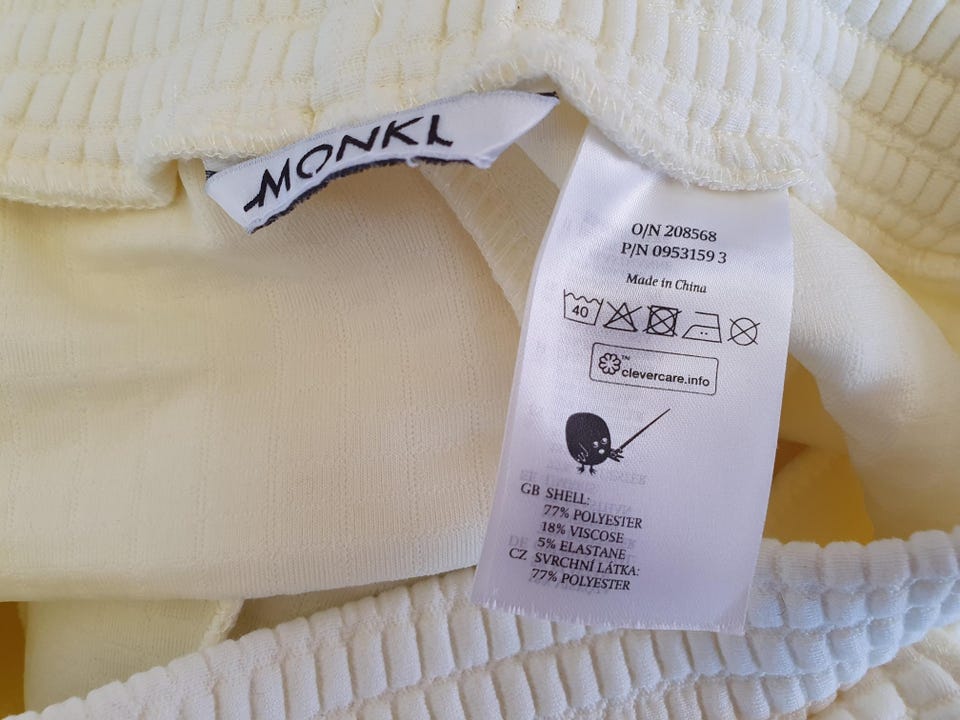 MONKI
O/N 208568
P/N 0953159 3
Made in China
40
™
clevercare.info
GB SHELL:
77% POLYESTER
18% VISCOSE
5% ELASTANE
CZ SVRCHNÍ LÁTKA:
77% POLYESTER